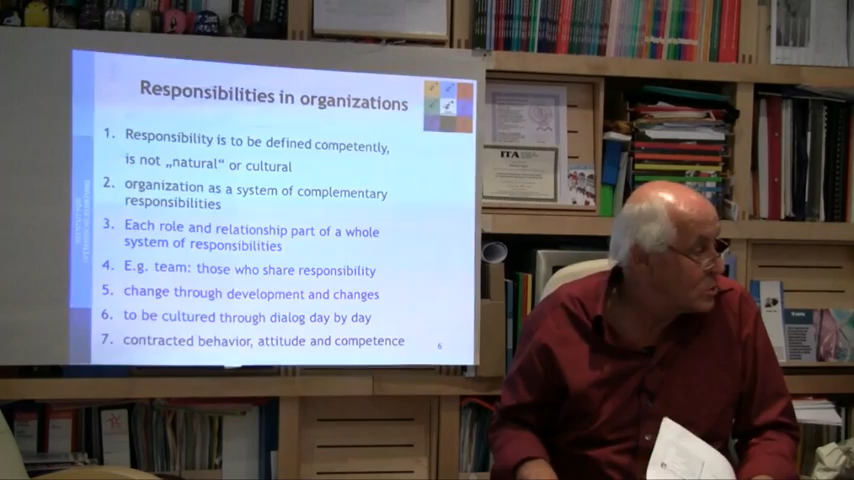 Responsibilities in organizations
1. Responsibility is to be defined competently,
is not „natural“ or cultural
2. organization as a system of complementary
responsibilities
3. Each role and relationship part of a whole
system of responsibilities
4. E.g. team: those who share responsibility
5. change through development and changes
6. to be cultured through dialog day by day
7. contracted behavior, attitude and competence
6
ITA